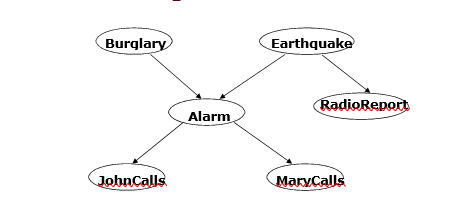 Burglary
Earthquake
RadioReport
Alarm
JohnCalls
MaryCalls